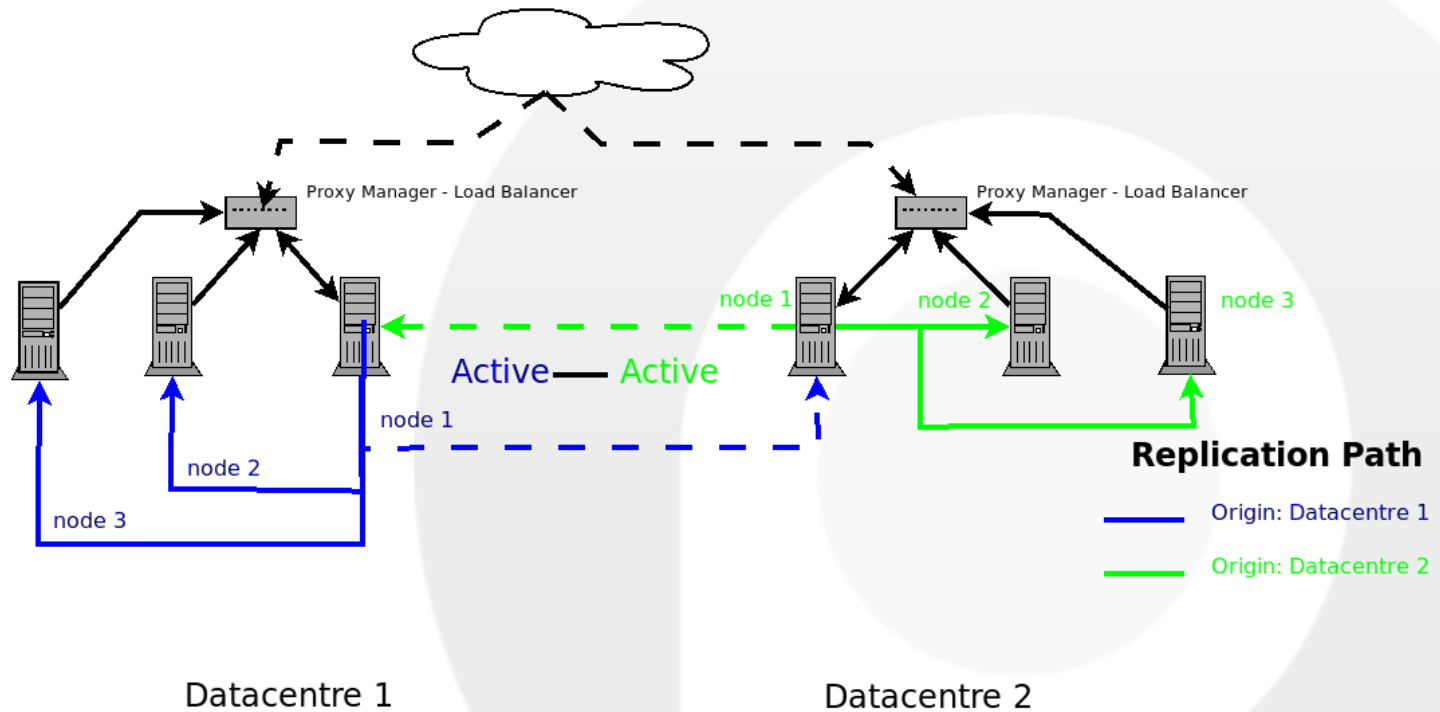 Proxy Manager - Load Balancer
Proxy Manager - Load Balancer
node 1
node 2
node 3
Active
Active
node 1
node 2
node 3
Replication Path
Origin: Datacentre 1
Origin: Datacentre 2
Datacentre 1
Datacentre 2